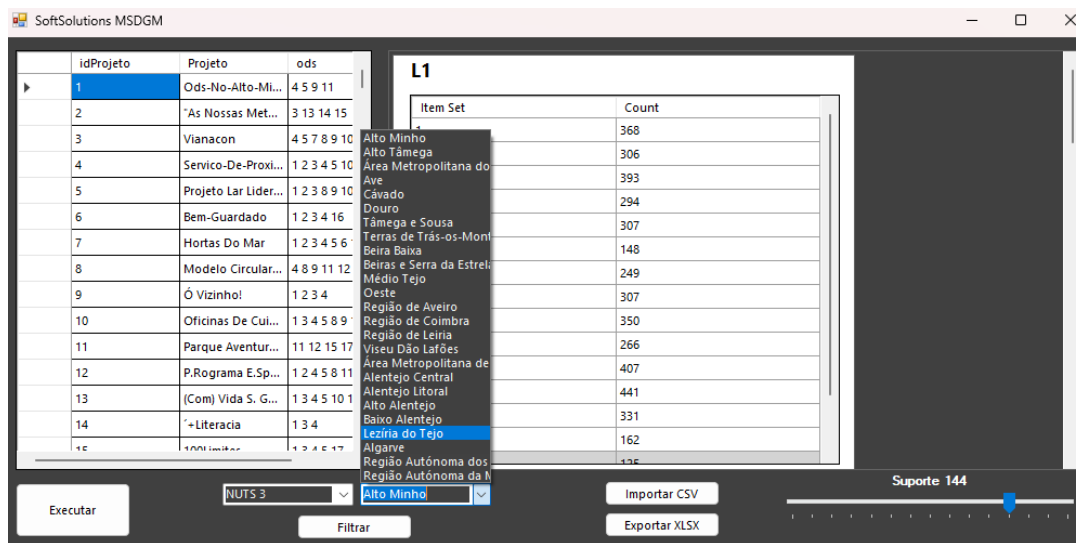 SoftSolutions MSDGM
idProjeto Projeto ods
1 Ods-No-Alto-Mi... 4 5 9 11
2 "As Nossas Met... 3 13 14 15
3 Vianacon 4 5 7 8 9 10
4 Servico-De-Proxi... 1 2 3 4 5 10
5 Projeto Lar Lider... 1 2 3 8 9 10
6 Bem-Guardado 1 2 3 4 16
7 Hortas Do Mar 1 2 3 4 5 6
8 Modelo Circular... 4 8 9 11 12
9 Ó Vizinho! 1 2 3 4
10 Oficinas De Cui... 1 3 4 5 8 9
11 Parque Aventur... 11 12 15 17
12 P.Rograma E.Sp... 1 2 4 5 8 11
13 (Com) Vida S. G... 1 3 4 5 10 1
14 ´+Literacia 1 3 4
15 100Limites 1 3 4 5 17
L1
Item Set Count
368
306
393
294
307
148
249
307
350
266
407
441
331
162
125
Alto Minho
Alto Tâmega
Área Metropolitana do
Ave
Cávado
Douro
Tâmega e Sousa
Terras de Trás-os-Mont
Beira Baixa
Beiras e Serra da Estrela
Médio Tejo
Oeste
Região de Aveiro
Região de Coimbra
Região de Leiria
Viseu Dão Lafões
Área Metropolitana de
Alentejo Central
Alentejo Litoral
Alto Alentejo
Baixo Alentejo
Lezíria do Tejo
Algarve
Região Autónoma dos
Região Autónoma da M
Executar
NUTS 3
Alto Minho
Filtrar
Importar CSV
Exportar XLSX
Suporte 144